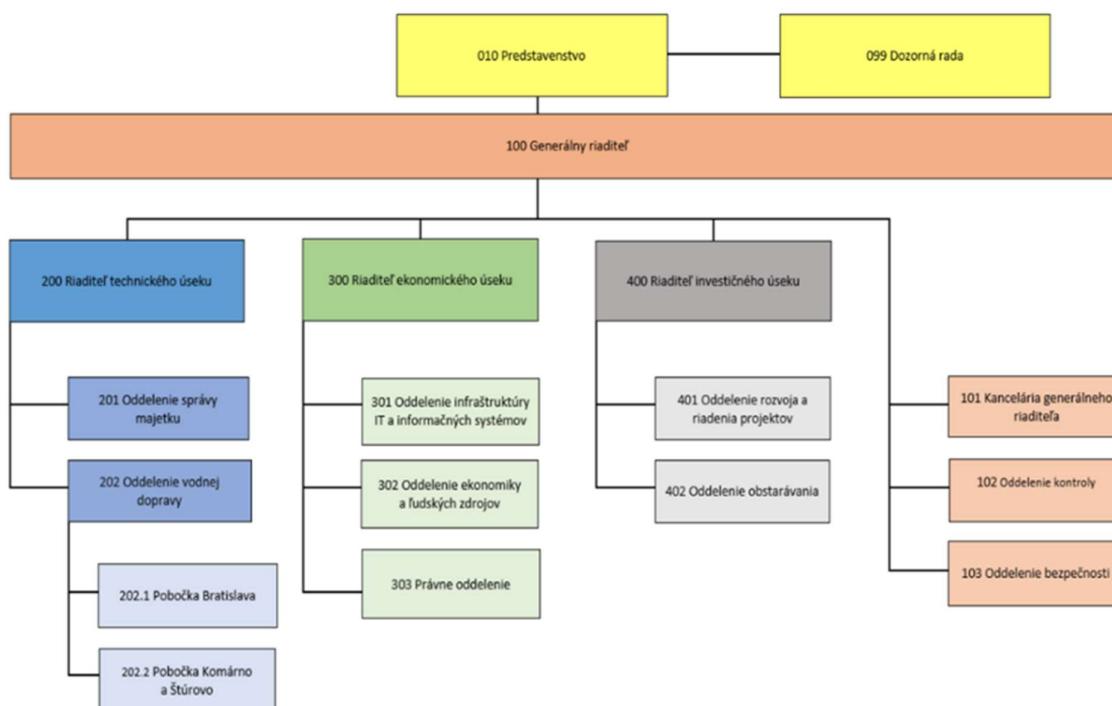 010 Predstavenstvo
099 Dozorná rada
100 Generálny riaditeľ
200 Riaditeľ technického úseku
300 Riaditeľ ekonomického úseku
400 Riaditeľ investičného úseku
201 Oddelenie správy
majetku
301 Oddelenie infraštruktúry
IT a informačných systémov
401 Oddelenie rozvoja a
riadenia projektov
101 Kancelária generálneho
riaditeľa
202 Oddelenie vodnej
dopravy
302 Oddelenie ekonomiky
a ľudských zdrojov
402 Oddelenie obstarávania
102 Oddelenie kontroly
202.1 Pobočka Bratislava
303 Právne oddelenie
103 Oddelenie bezpečnosti
202.2 Pobočka Komárno
a Štúrovo